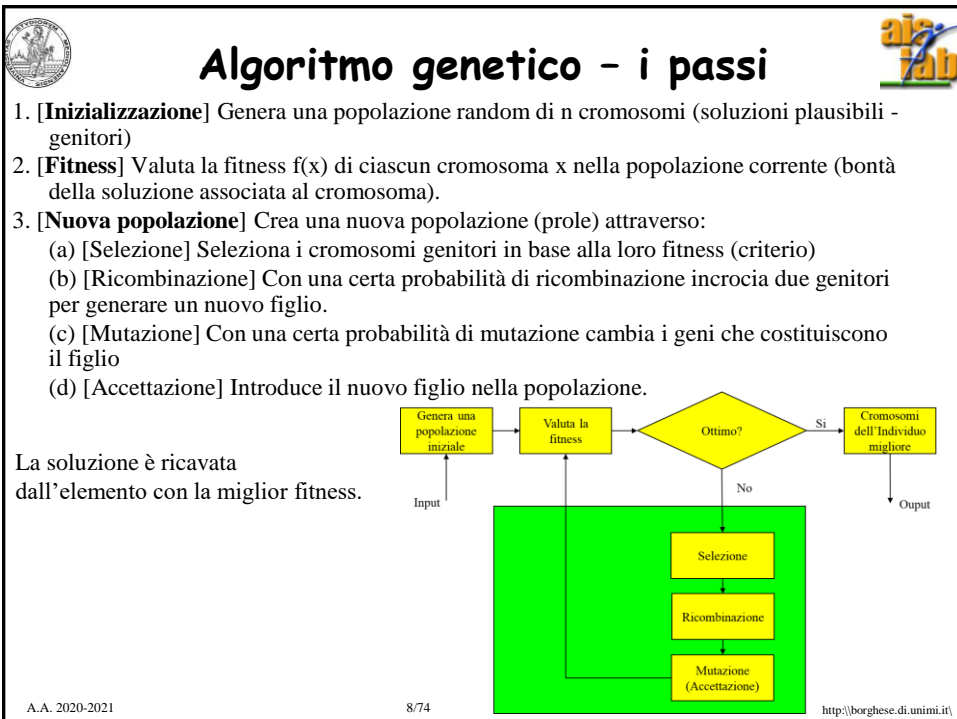 Algoritmo genetico – i passi
1. [Inizializzazione] Genera una popolazione random di n cromosomi (soluzioni plausibili -
genitori)
2. [Fitness] Valuta la fitness f(x) di ciascun cromosoma x nella popolazione corrente (bontà
della soluzione associata al cromosoma).
3. [Nuova popolazione] Crea una nuova popolazione (prole) attraverso:
(a) [Selezione] Seleziona i cromosomi genitori in base alla loro fitness (criterio)
(b) [Ricombinazione] Con una certa probabilità di ricombinazione incrocia due genitori
per generare un nuovo figlio.
(c) [Mutazione] Con una certa probabilità di mutazione cambia i geni che costituiscono
il figlio
(d) [Accettazione] Introduce il nuovo figlio nella popolazione.
Genera una
popolazione
iniziale
Valuta la
fitness
Ottimo?
Si
Cromosomi
dell'Individuo
migliore
La soluzione è ricavata
dall'elemento con la miglior fitness.
Input
No
Ouput
Selezione
Ricombinazione
Mutazione
(Accettazione)
A.A. 2020-2021
8/74
http:\\borghese.di.unimi.it\